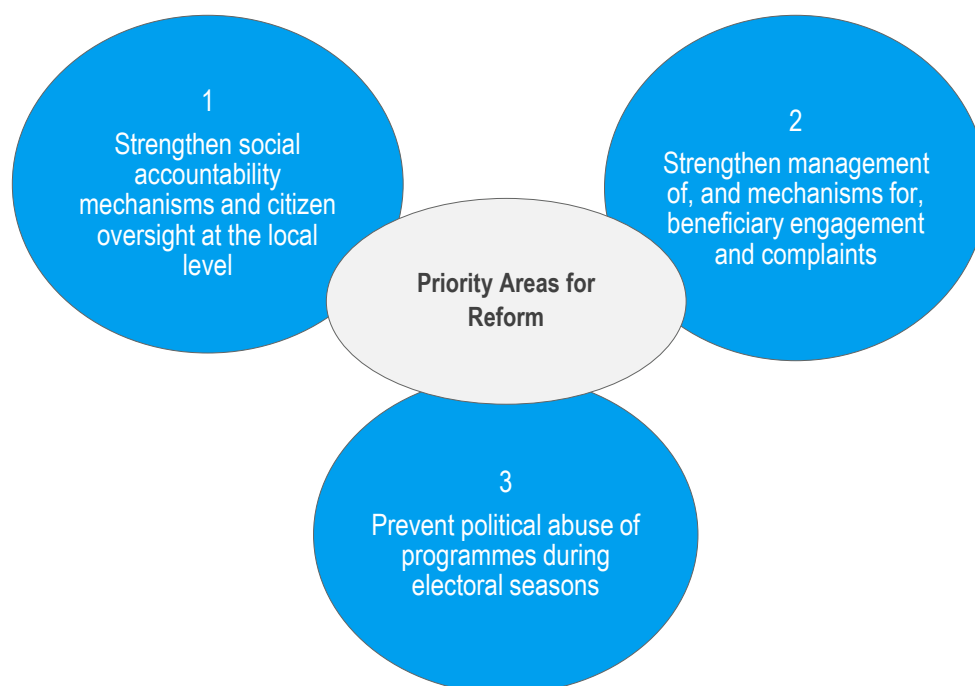 1
Strengthen social
accountability
mechanisms and citizen
oversight at the local
level
2
Strengthen management
of, and mechanisms for,
beneficiary engagement
and complaints
Priority Areas for
Reform
3
Prevent political abuse of
programmes during
electoral seasons